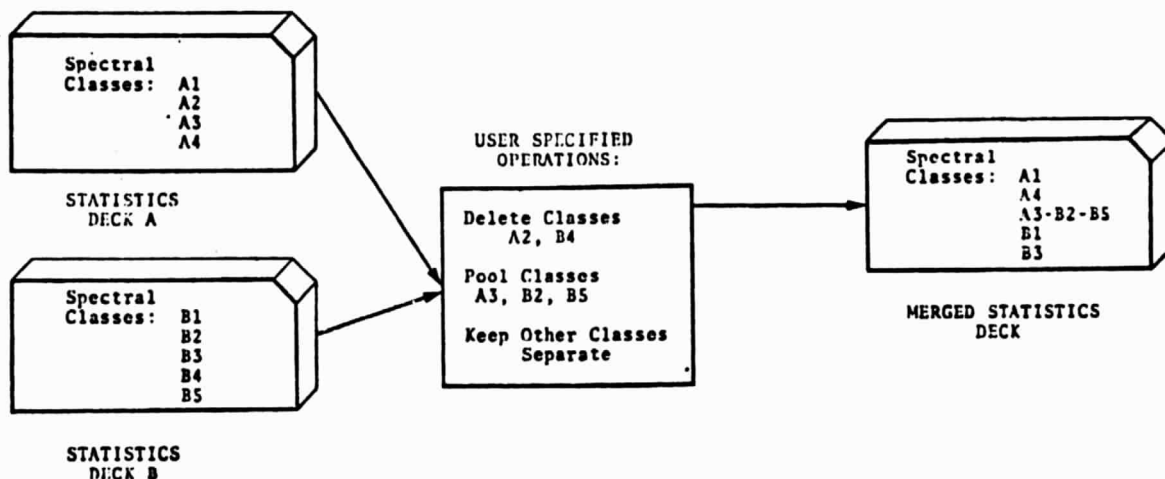 Spectral
Classes: A1
A2
A3
A4
STATISTICS
DECK A
Spectral
Classes: B1
B2
B3
B4
B5
STATISTICS
DECK B
USER SPECIFIED
OPERATIONS:
Delete Classes
A2, B4
Pool Classes
A3, B2, B5
Keep Other Classes
Separate
Spectral
Classes: A1
A4
A3-B2-B5
B1
B3
MERGED STATISTICS
DECK